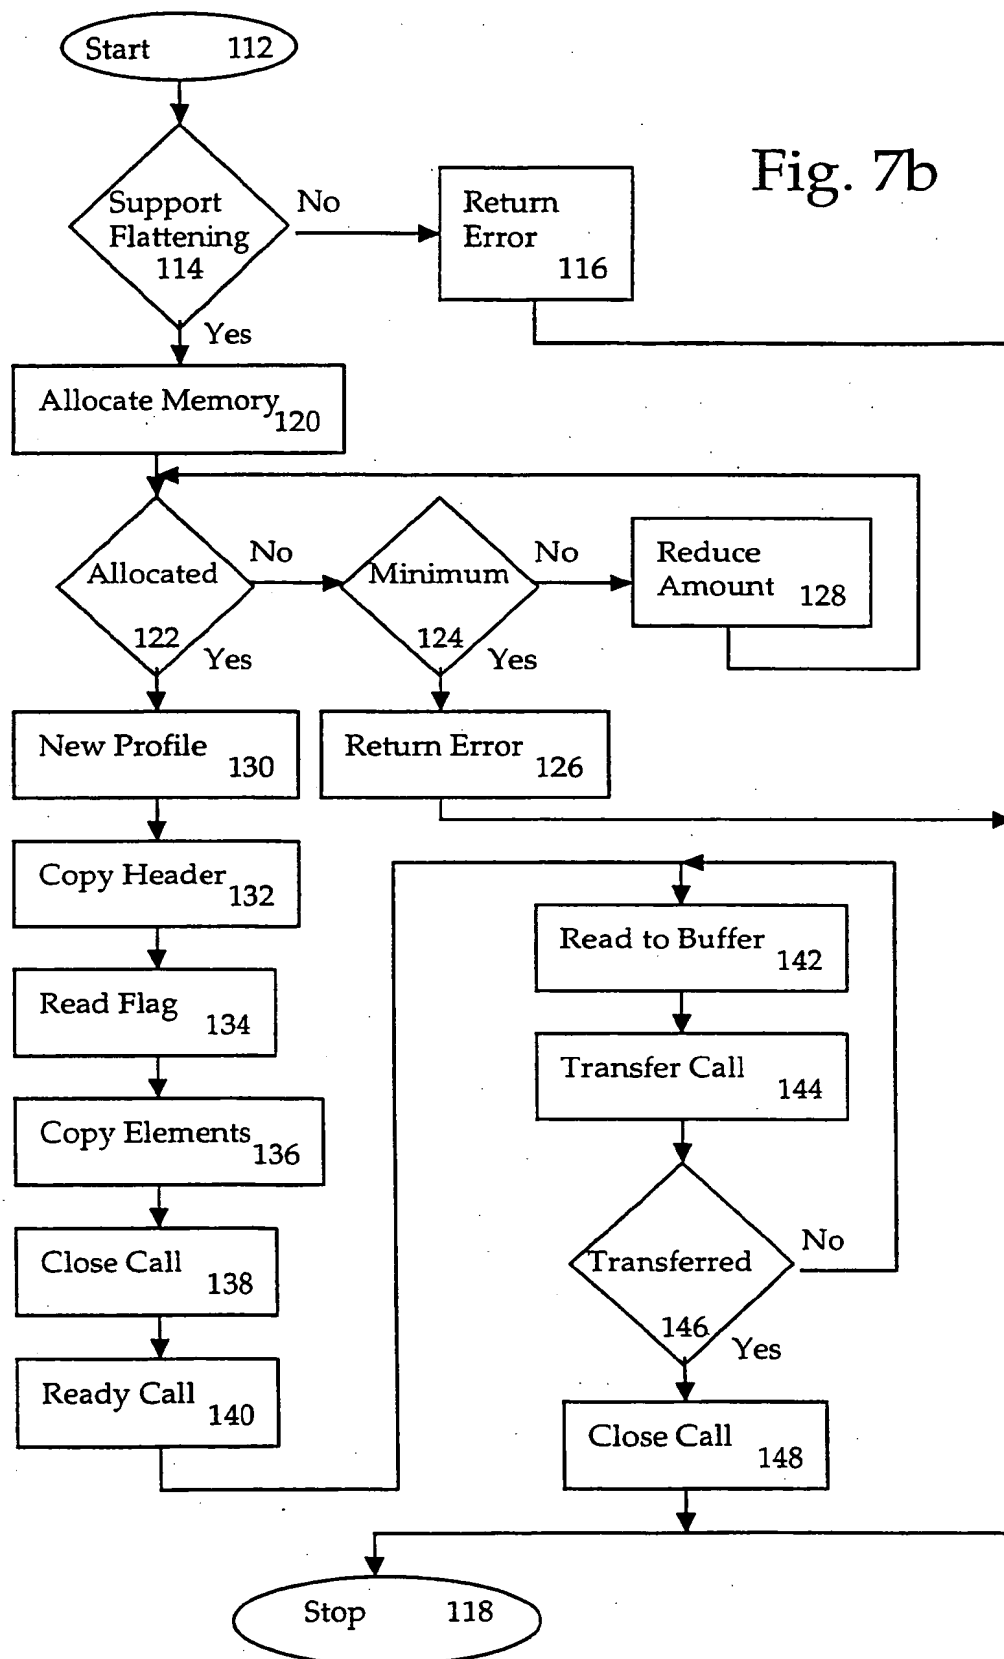 Start 112
Fig. 7b
Support
Flattening
114
No
Yes
Return
Error
116
Allocate Memory
120
Allocated
122
No
Yes
Minimum
124
No
Yes
Reduce
Amount 128
New Profile
130
Return Error
126
Copy Header
132
Read Flag
134
Copy Elements
136
Close Call
138
Ready Call
140
Read to Buffer
142
Transfer Call
144
Transferred
146
No
Yes
Close Call
148
Stop 118